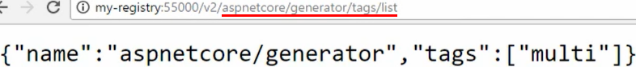 my-registry:55000/v2/aspnetcore/generator/tags/list
{"name":"aspnetcore/generator","tags":["multi"]}